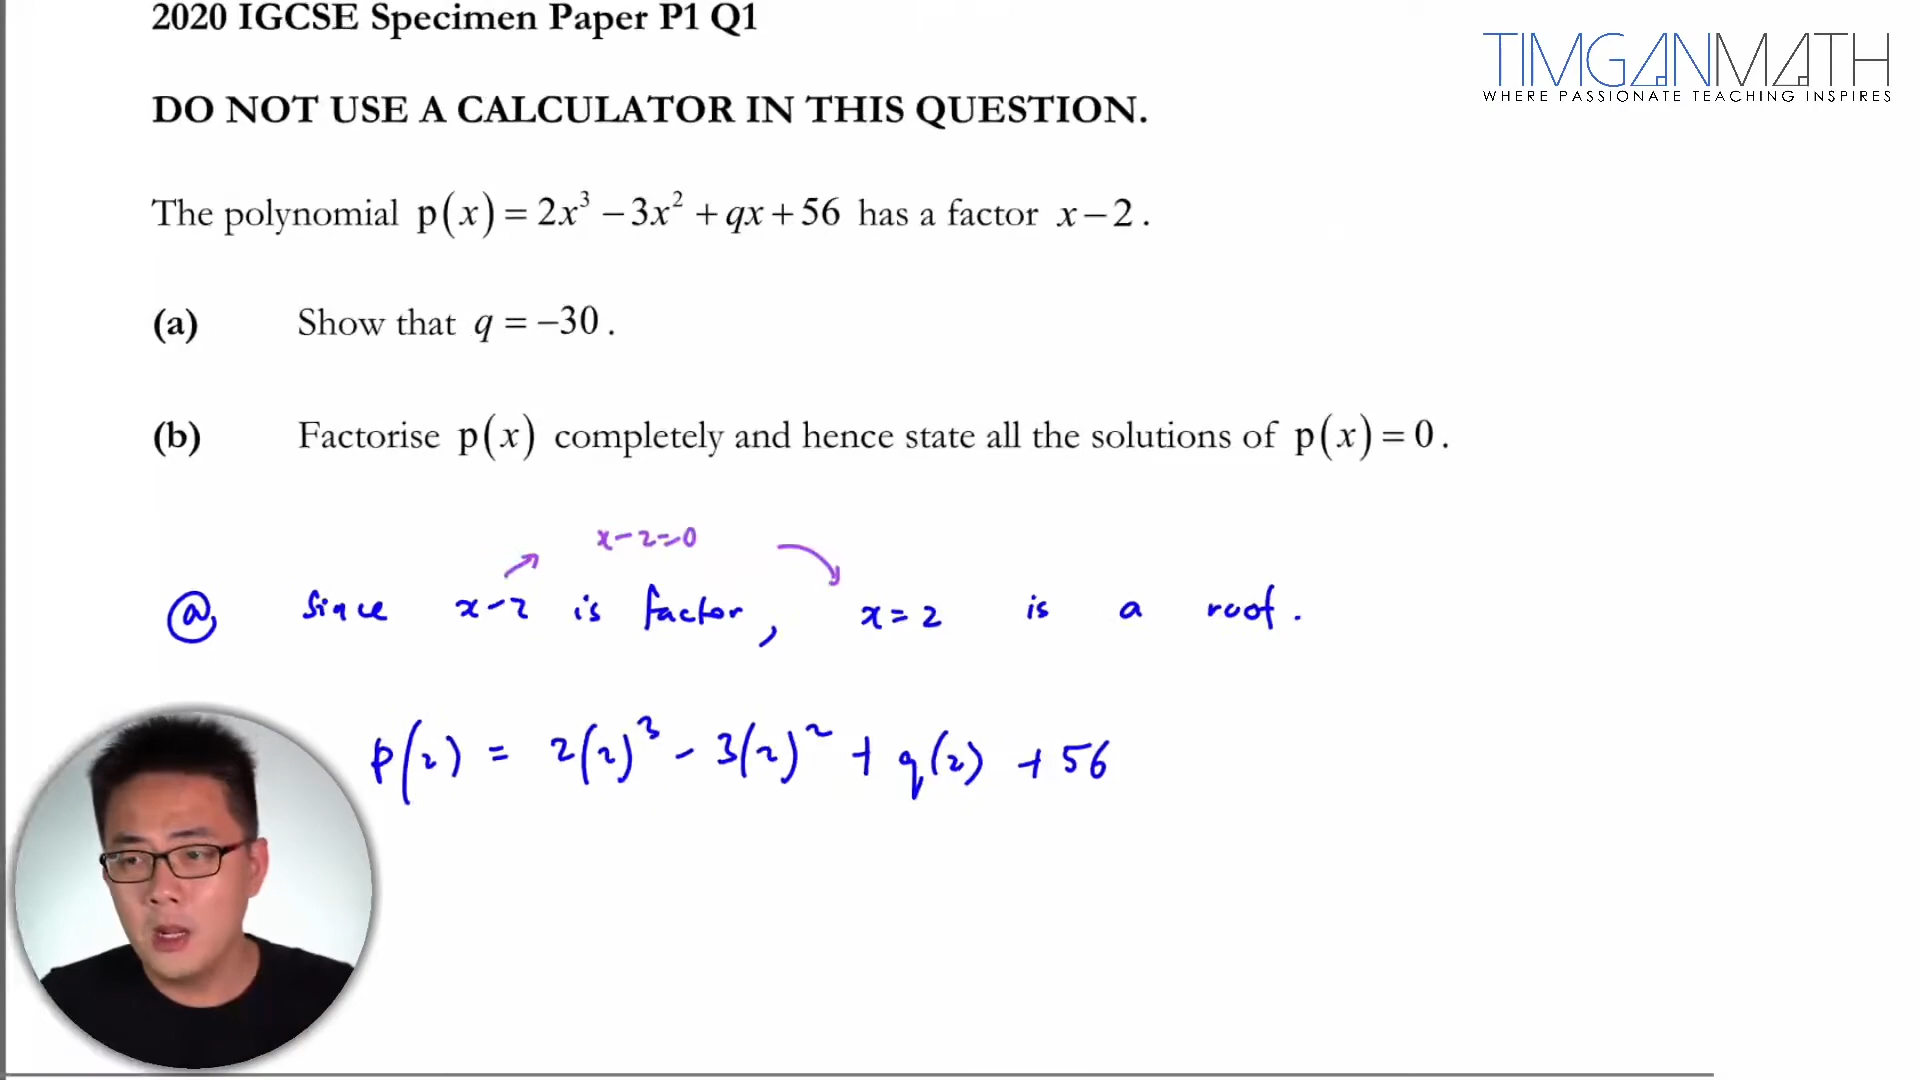 2020 IGCSE Specimen Paper P1 Q1
TIMGANMATH
WHERE PASSIONATE TEACHING INSPIRES
DO NOT USE A CALCULATOR IN THIS QUESTION.
The polynomial p(x) = 2x³ − 3x² + qx + 56 has a factor x − 2.
(a) Show that q = −30.
(b) Factorise p(x) completely and hence state all the solutions of p(x) = 0.
x − 2 = 0
(a) Since x − 2 is factor, x = 2 is a root.
p(2) = 2(2)³ − 3(2)² + q(2) + 56